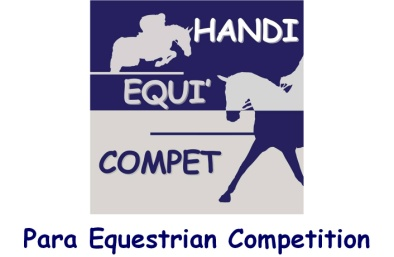 HANDI
EQUI'
COMPET
Para Equestrian Competition